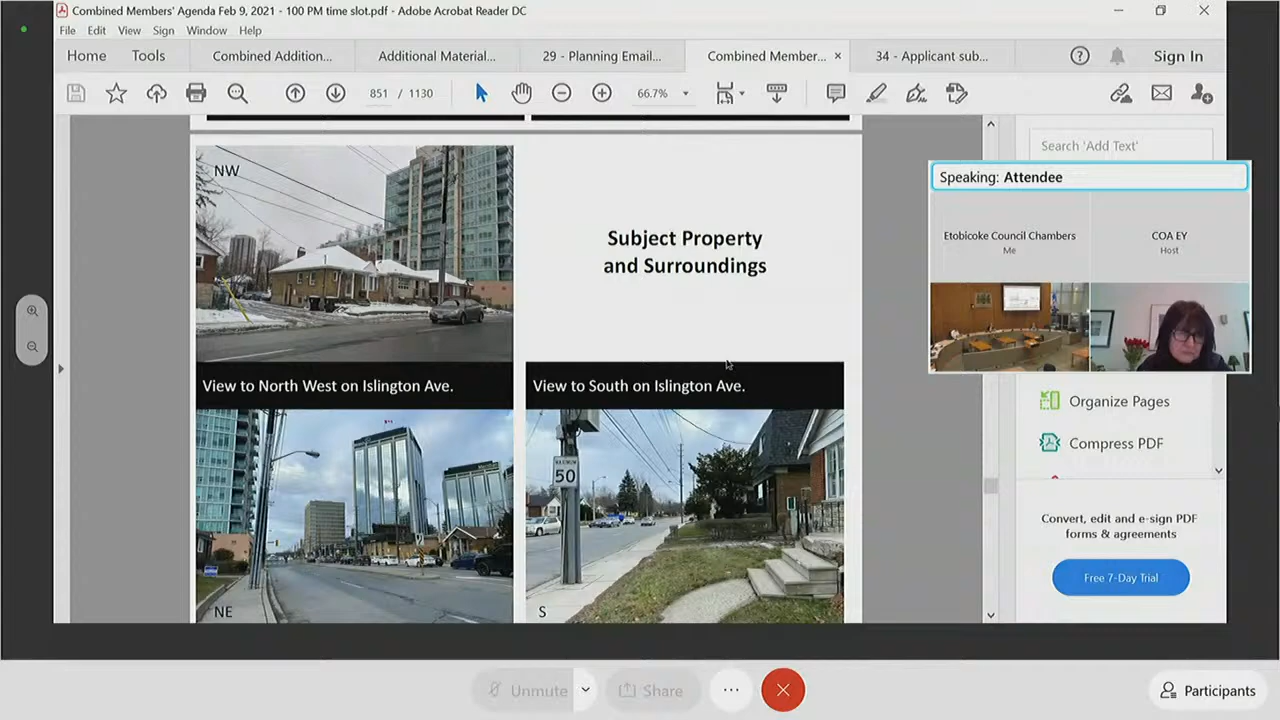 Combined Members' Agenda Feb 9, 2021 - 100 PM time slot.pdf - Adobe Acrobat Reader DC
File Edit View Sign Window Help
Home Tools Combined Addition... Additional Material... 29 - Planning Email... Combined Member... × 34 - Applicant sub... Sign In
851 / 1130 66.7%
Search 'Add Text'
NW
Subject Property
and Surroundings
View to North West on Islington Ave.
View to South on Islington Ave.
50
NE
S
Speaking: Attendee
Etobicoke Council Chambers
Me
COA EY
Host
Organize Pages
Compress PDF
Convert, edit and e-sign PDF
forms & agreements
Free 7-Day Trial
Unmute Share ... Participants